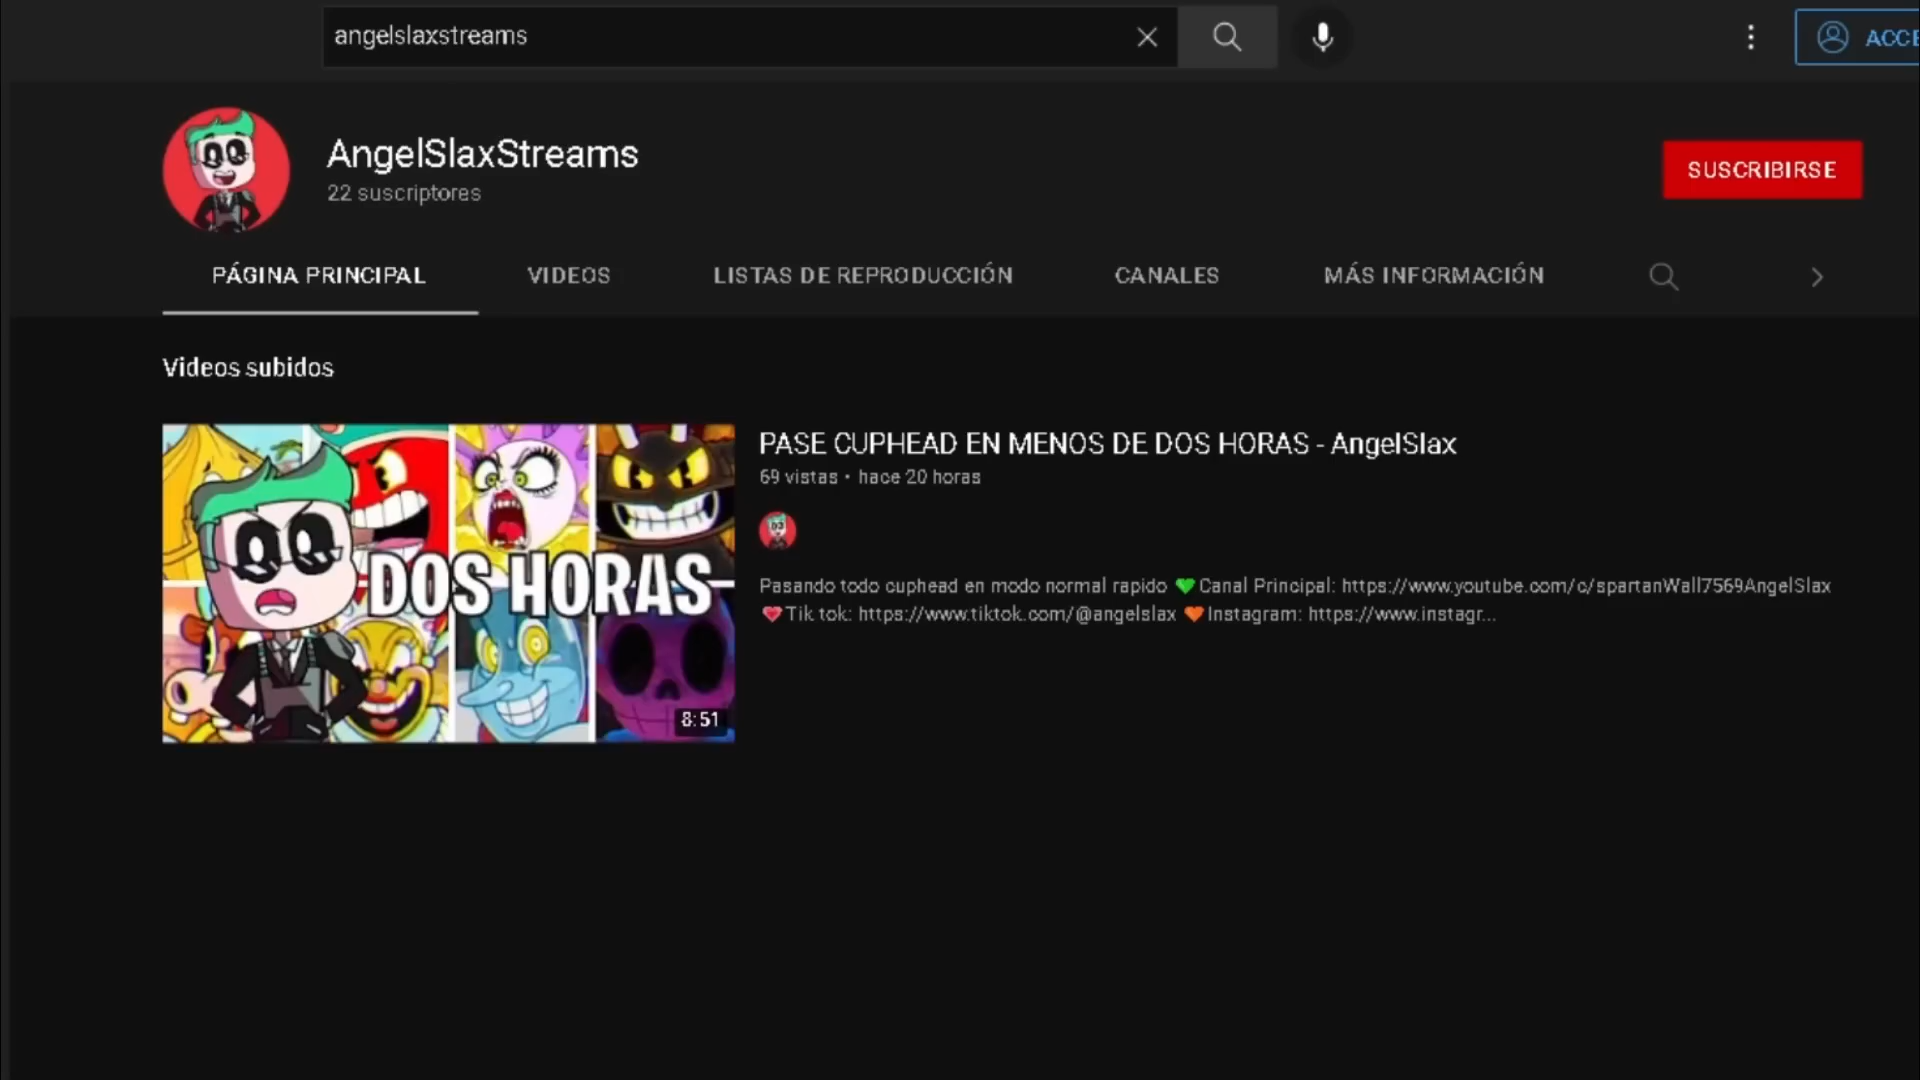 angelslaxstreams
ACCE
AngelSlaxStreams
22 suscriptores
SUSCRIBIRSE
PÁGINA PRINCIPAL
VIDEOS
LISTAS DE REPRODUCCIÓN
CANALES
MÁS INFORMACIÓN
Videos subidos
DOS HORAS
8:51
PASE CUPHEAD EN MENOS DE DOS HORAS - AngelSlax
69 vistas • hace 20 horas
Pasando todo cuphead en modo normal rapido 💚Canal Principal: https://www.youtube.com/c/spartanWall7569AngelSlax
❤️Tik tok: https://www.tiktok.com/@angelslax 🧡Instagram: https://www.instagr...